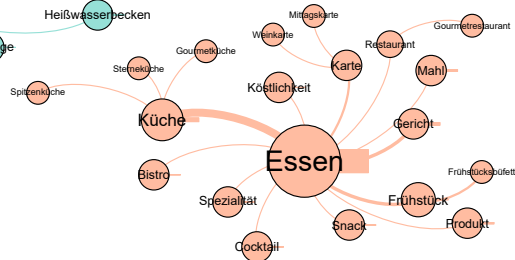 Heißwasserbecken
Mittagskarte
Gourmetrestaurant
Weinkarte
Restaurant
ge
Gourmetküche
Sterneküche
Karte
Mahl
Köstlichkeit
Spitzenküche
Küche
Gericht
Essen
Bistro
Frühstücksbüfett
Spezialität
Frühstück
Snack
Produkt
Cocktail